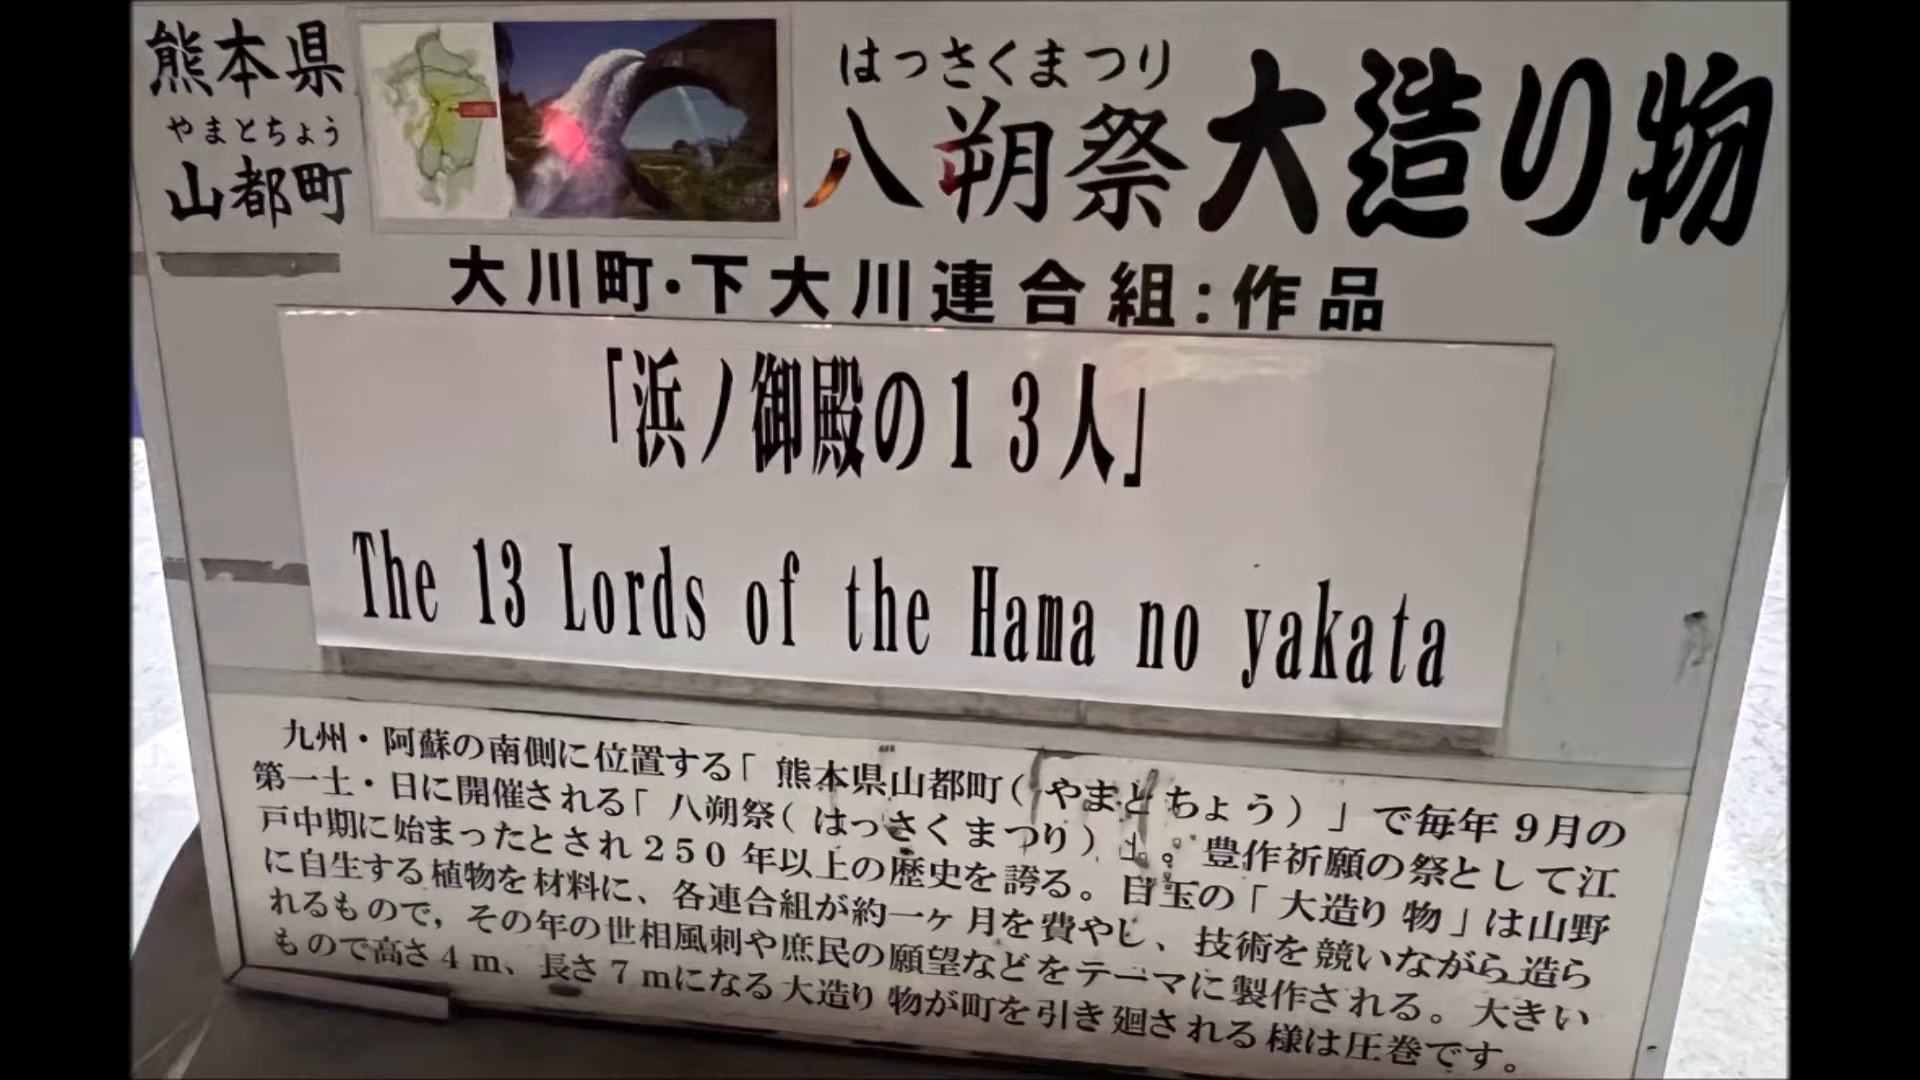 熊本県
やまとちょう
山都町
はっさくまつり
八朔祭大造り物
大川町・下大川連合組:作品
「浜ノ御殿の13人」
The 13 Lords of the Hama no yakata
九州・阿蘇の南側に位置する「熊本県山都町(やまとちょう)」で毎年9月の
第一土・日に開催される「八朔祭(はっさくまつり)」。豊作祈願の祭として江
戸中期に始まったとされ250年以上の歴史を誇る。目玉の「大造り物」は山野
に自生する植物を材料に、各連合組が約一ヶ月を費やし、技術を競いながら造ら
れるもので,その年の世相風刺や庶民の願望などをテーマに製作される。大きい
もので高さ4m、長さ7mになる大造り物が町を引き廻される様は圧巻です。